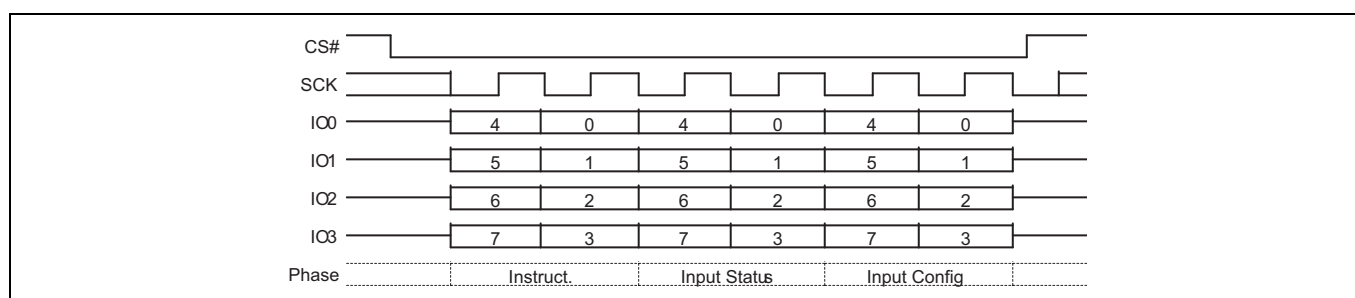 CS#
SCK
IO0 4 0 4 0 4 0
IO1 5 1 5 1 5 1
IO2 6 2 6 2 6 2
IO3 7 3 7 3 7 3
Phase Instruct. Input Status Input Config